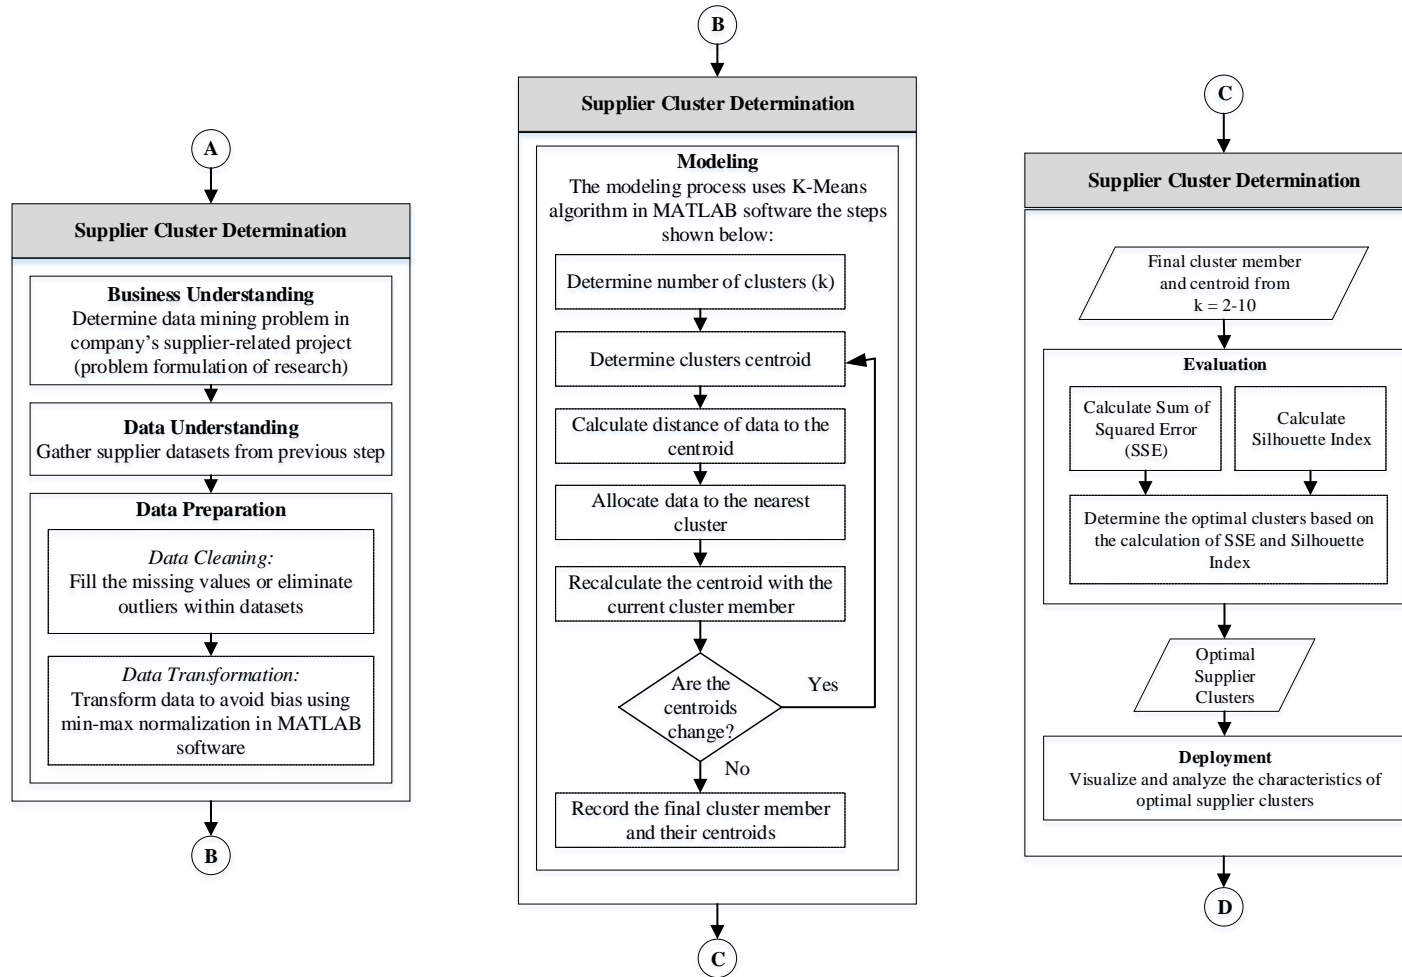 A
Supplier Cluster Determination
Business Understanding
Determine data mining problem in
company's supplier-related project
(problem formulation of research)
Data Understanding
Gather supplier datasets from previous step
Data Preparation
Data Cleaning:
Fill the missing values or eliminate
outliers within datasets
Data Transformation:
Transform data to avoid bias using
min-max normalization in MATLAB
software
B
B
Supplier Cluster Determination
Modeling
The modeling process uses K-Means
algorithm in MATLAB software the steps
shown below:
Determine number of clusters (k)
Determine clusters centroid
Calculate distance of data to the
centroid
Allocate data to the nearest
cluster
Recalculate the centroid with the
current cluster member
Are the
centroids
change?
Yes
No
Record the final cluster member
and their centroids
C
C
Supplier Cluster Determination
Final cluster member
and centroid from
k = 2-10
Evaluation
Calculate Sum of
Squared Error
(SSE)
Calculate
Silhouette Index
Determine the optimal clusters based on
the calculation of SSE and Silhouette
Index
Optimal
Supplier
Clusters
Deployment
Visualize and analyze the characteristics of
optimal supplier clusters
D